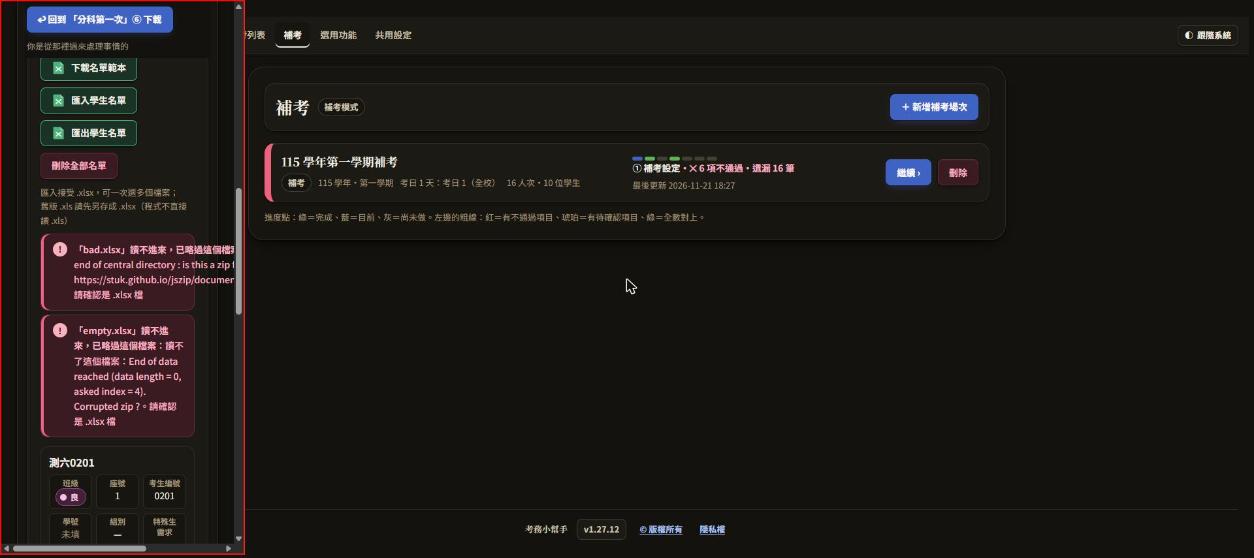 ↩回到 「分科第一次」⑥ 下載
你是從那裡過來處理事情的
下載名單範本
匯入學生名單
匯出學生名單
刪除全部名單
匯入接受 .xlsx，可一次選多個檔案；
舊版 .xls 請先另存成 .xlsx（程式不直接
讀 .xls）
「bad.xlsx」讀不進來，已略過這個檔案
end of central directory : is this a zip f
https://stuk.github.io/jszip/documen
請確認是 .xlsx 檔
「empty.xlsx」讀不進
來，已略過這個檔案：讀不
了這個檔案：End of data
reached (data length = 0,
asked index = 4).
Corrupted zip ?。請確認
是 .xlsx 檔
測六0201
班級 座號 考生編號
良 1 0201
學號 組別 特殊生
需求
未填 —
列表 補考 選用功能 共用設定
跟隨系統
補考 補考模式
＋新增補考場次
115 學年第一學期補考
補考 115 學年・第一學期 考日 1 天：考日 1（全校） 16 人次・10 位學生
① 補考設定・✕ 6 項不通過・遺漏 16 筆
最後更新 2026-11-21 18:27
繼續 › 刪除
進度點：綠＝完成、藍＝目前、灰＝尚未做。左邊的粗線：紅＝有不通過項目、琥珀＝有待確認項目、綠＝全數對上。
考務小幫手 v1.27.12 © 版權所有 隱私權